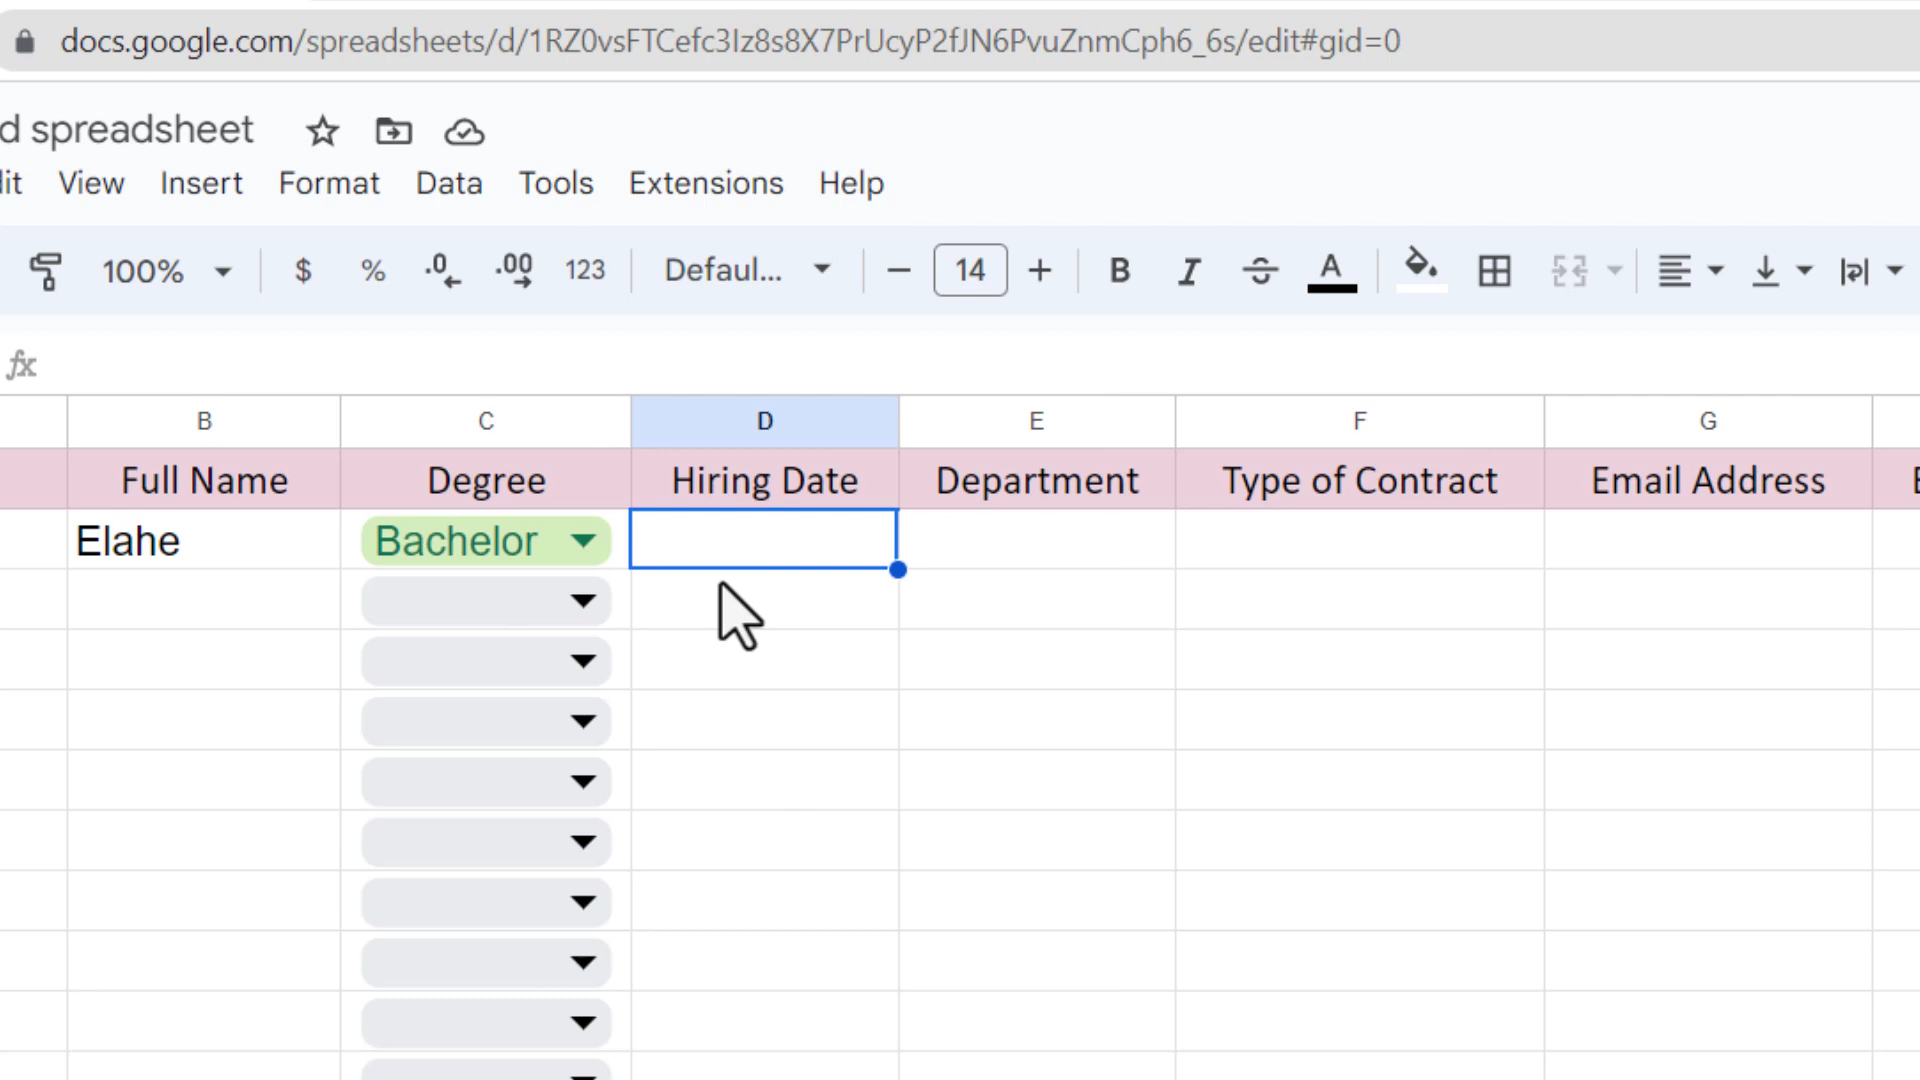 docs.google.com/spreadsheets/d/1RZ0vsFTCefc3Iz8s8X7PrUcyP2fJN6PvuZnmCph6_6s/edit#gid=0
d spreadsheet
it View Insert Format Data Tools Extensions Help
100% $ % .0 .00 123 Defaul... 14 B I S A
fx
B C D E F G
Full Name Degree Hiring Date Department Type of Contract Email Address
Elahe Bachelor